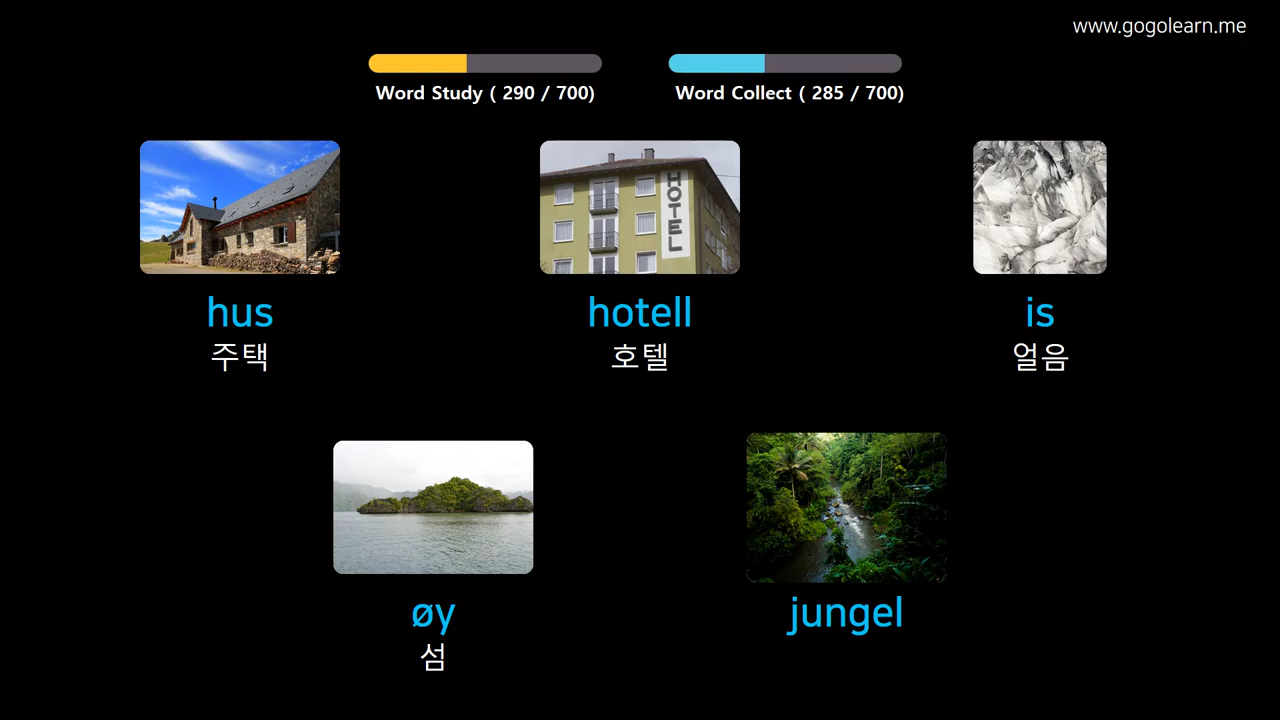 www.gogolearn.me
Word Study ( 290 / 700)
Word Collect ( 285 / 700)
HOTEL
hus
주택
hotell
호텔
is
얼음
øy
섬
jungel